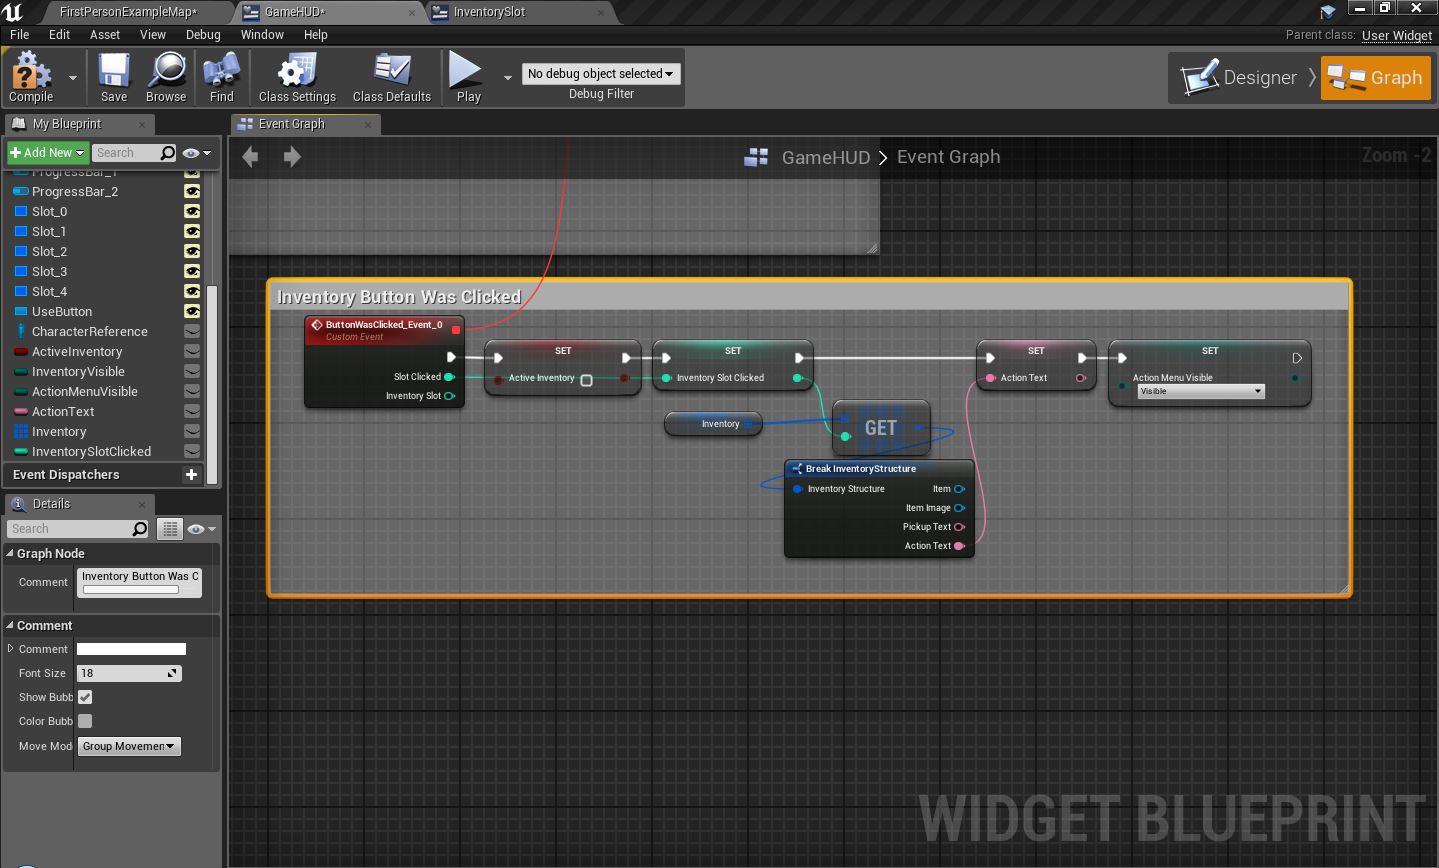 FirstPersonExampleMap*
GameHUD*
InventorySlot
File Edit Asset View Debug Window Help
Parent class: User Widget
Compile
Save
Browse
Find
Class Settings
Class Defaults
Play
No debug object selected
Debug Filter
Designer
Graph
My Blueprint
Event Graph
Add New
Search
GameHUD > Event Graph
Zoom -2
ProgressBar_1
ProgressBar_2
Slot_0
Slot_1
Slot_2
Slot_3
Slot_4
UseButton
CharacterReference
ActiveInventory
InventoryVisible
ActionMenuVisible
ActionText
Inventory
InventorySlotClicked
Event Dispatchers
Details
Search
Graph Node
Comment
Inventory Button Was C
Comment
Comment
Font Size
18
Show Bubb
Color Bubb
Move Mod
Group Movemen
Inventory Button Was Clicked
ButtonWasClicked_Event_0
Custom Event
Slot Clicked
Inventory Slot
SET
Active Inventory
SET
Inventory Slot Clicked
Inventory
GET
Break InventoryStructure
Inventory Structure
Item
Item Image
Pickup Text
Action Text
SET
Action Text
SET
Action Menu Visible
Visible
WIDGET BLUEPRINT